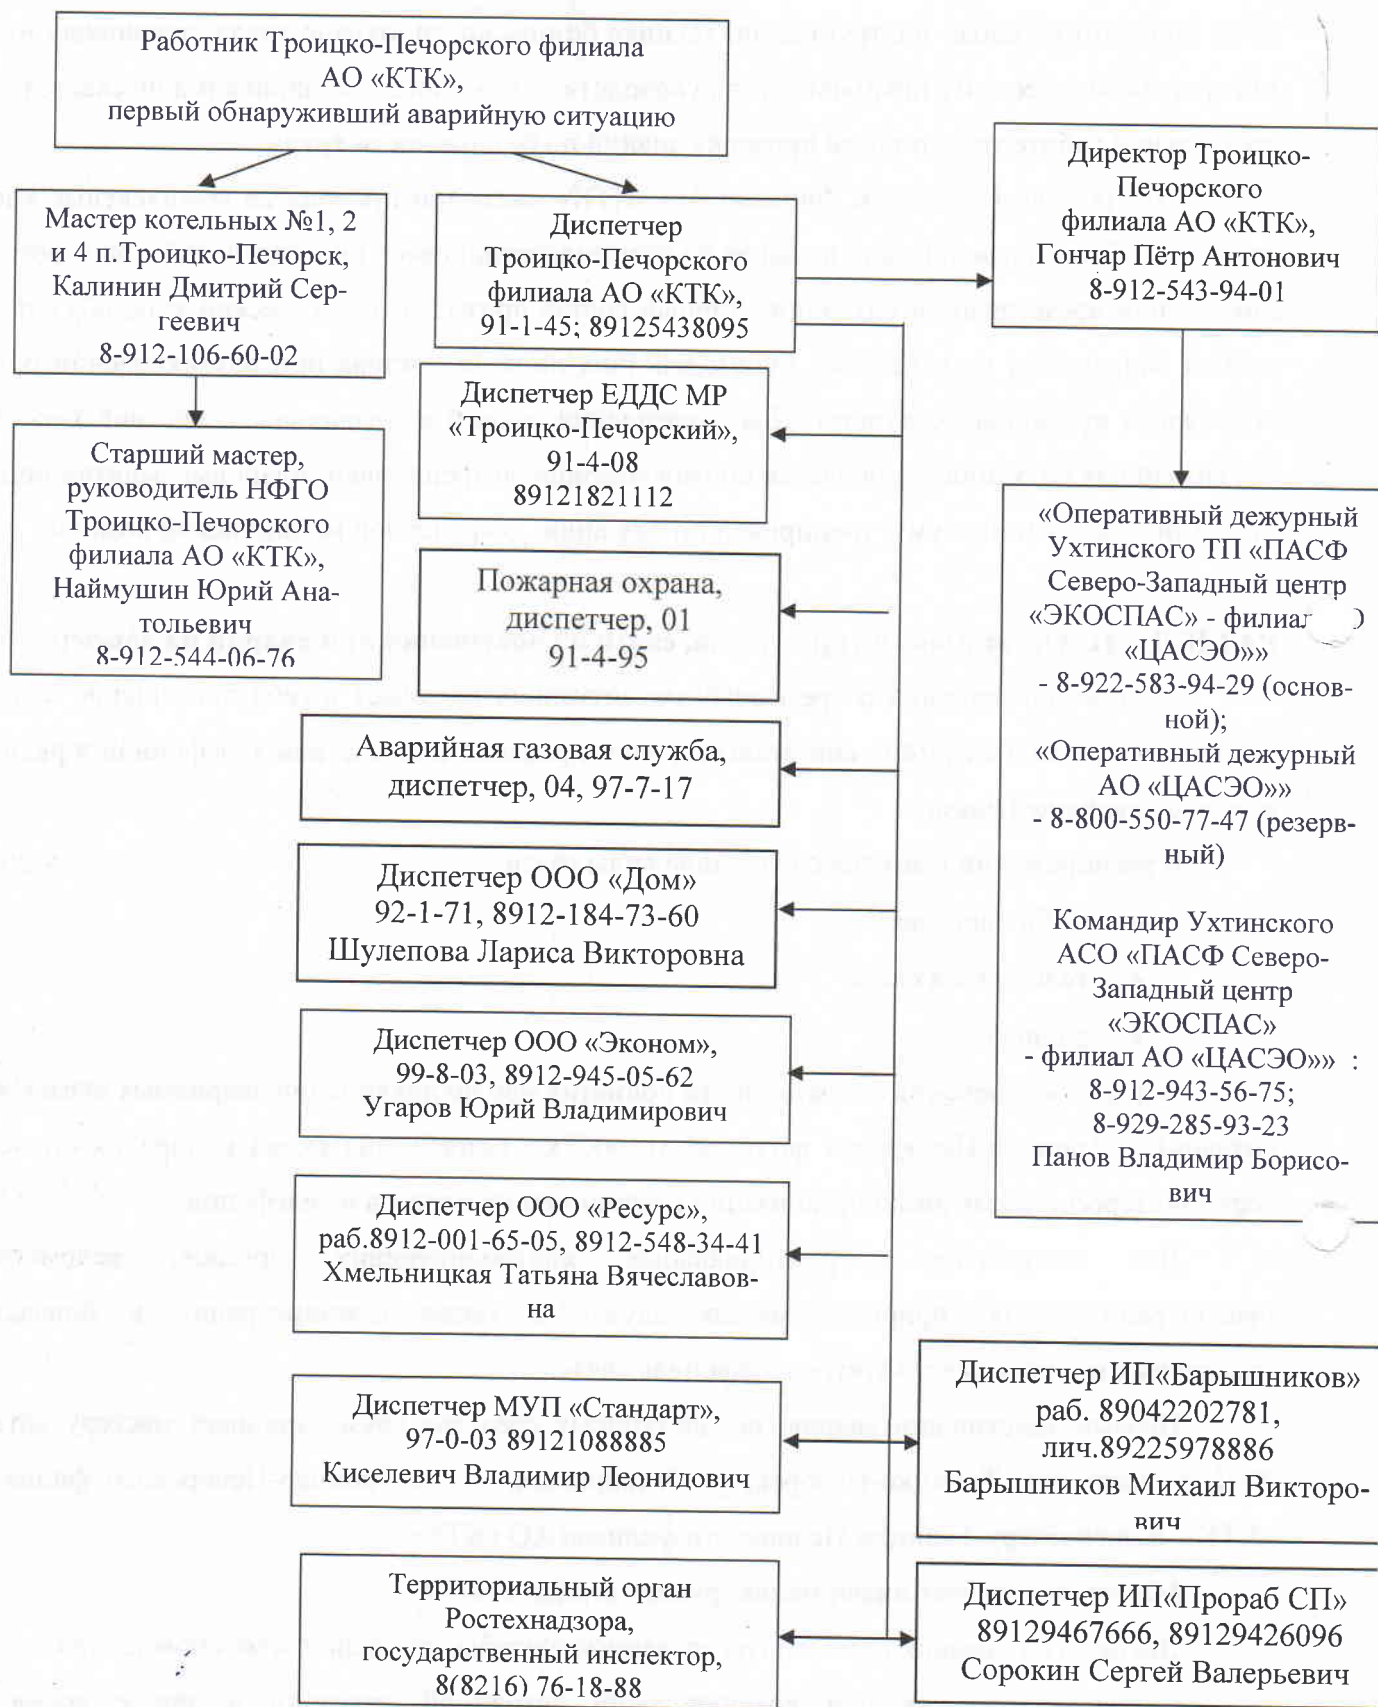 Работник Троицко-Печорского филиала
АО «КТК»,
первый обнаруживший аварийную ситуацию
Мастер котельных №1, 2
и 4 п.Троицко-Печорск,
Калинин Дмитрий Сер-
геевич
8-912-106-60-02
Диспетчер
Троицко-Печорского
филиала АО «КТК»,
91-1-45; 89125438095
Директор Троицко-
Печорского
филиала АО «КТК»,
Гончар Пётр Антонович
8-912-543-94-01
Старший мастер,
руководитель НФГО
Троицко-Печорского
филиала АО «КТК»,
Наймушин Юрий Ана-
тольевич
8-912-544-06-76
Диспетчер ЕДДС МР
«Троицко-Печорский»,
91-4-08
89121821112
Пожарная охрана,
диспетчер, 01
91-4-95
Аварийная газовая служба,
диспетчер, 04, 97-7-17
Диспетчер ООО «Дом»
92-1-71, 8912-184-73-60
Шулепова Лариса Викторовна
Диспетчер ООО «Эконом»,
99-8-03, 8912-945-05-62
Угаров Юрий Владимирович
Диспетчер ООО «Ресурс»,
раб.8912-001-65-05, 8912-548-34-41
Хмельницкая Татьяна Вячеславов-
на
Диспетчер МУП «Стандарт»,
97-0-03 89121088885
Киселевич Владимир Леонидович
Территориальный орган
Ростехнадзора,
государственный инспектор,
8(8216) 76-18-88
«Оперативный дежурный
Ухтинского ТП «ПАСФ
Северо-Западный центр
«ЭКОСПАС» - филиал
«ЦАСЭО»»
- 8-922-583-94-29 (основ-
ной);
«Оперативный дежурный
АО «ЦАСЭО»»
- 8-800-550-77-47 (резерв-
ный)
Командир Ухтинского
АСО «ПАСФ Северо-
Западный центр
«ЭКОСПАС»
- филиал АО «ЦАСЭО»» :
8-912-943-56-75;
8-929-285-93-23
Панов Владимир Борисо-
вич
Диспетчер ИП«Барышников»
раб. 89042202781,
лич.89225978886
Барышников Михаил Викторо-
вич
Диспетчер ИП«Прораб СП»
89129467666, 89129426096
Сорокин Сергей Валерьевич